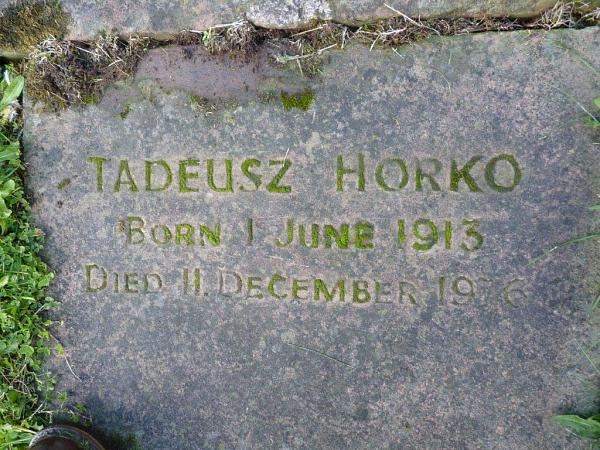 TADEUSZ HORKO
BORN 1 JUNE 1913
DIED 11. DECEMBER 1976